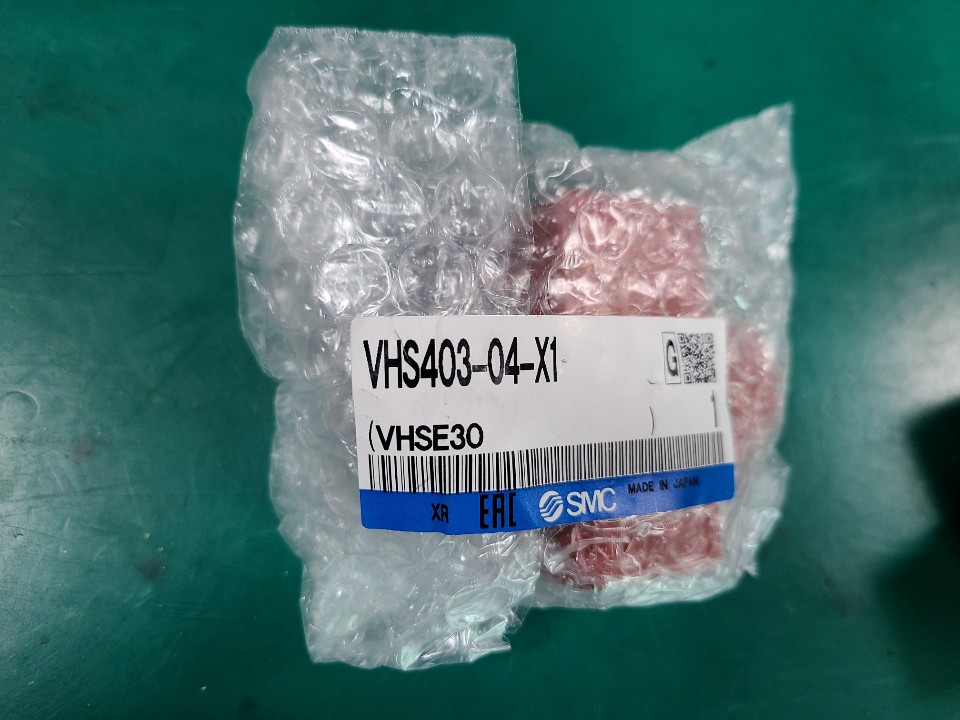 VHS403-04-X1
G
(VHSE30 ) 1
XR EAC SMC MADE IN JAPAN